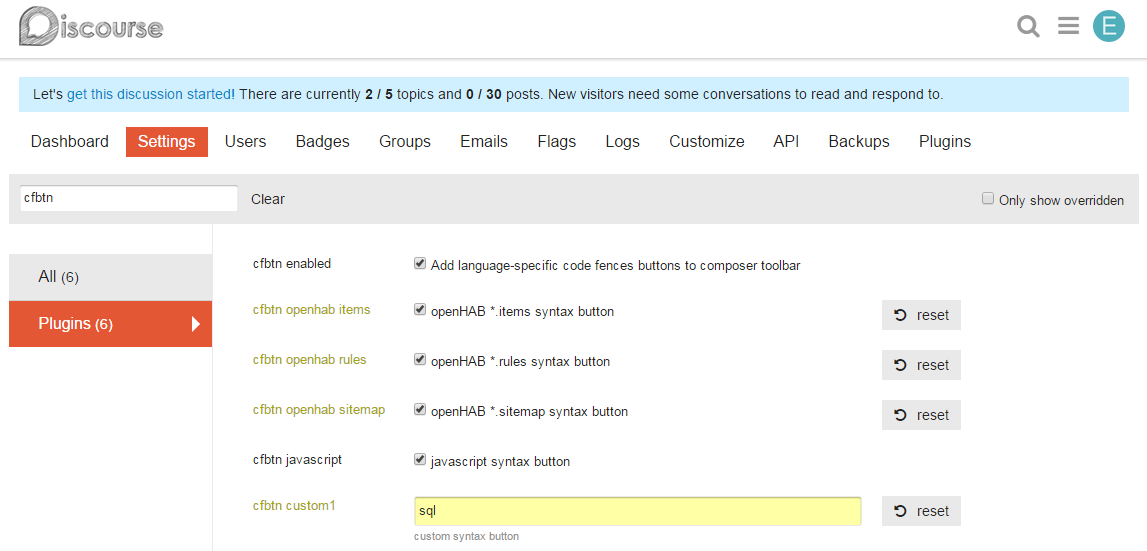 Discourse
E
Let's get this discussion started! There are currently 2 / 5 topics and 0 / 30 posts. New visitors need some conversations to read and respond to.
Dashboard Settings Users Badges Groups Emails Flags Logs Customize API Backups Plugins
cfbtn Clear Only show overridden
All (6)
Plugins (6)
cfbtn enabled Add language-specific code fences buttons to composer toolbar
cfbtn openhab items openHAB *.items syntax button reset
cfbtn openhab rules openHAB *.rules syntax button reset
cfbtn openhab sitemap openHAB *.sitemap syntax button reset
cfbtn javascript javascript syntax button
cfbtn custom1 sql reset
custom syntax button